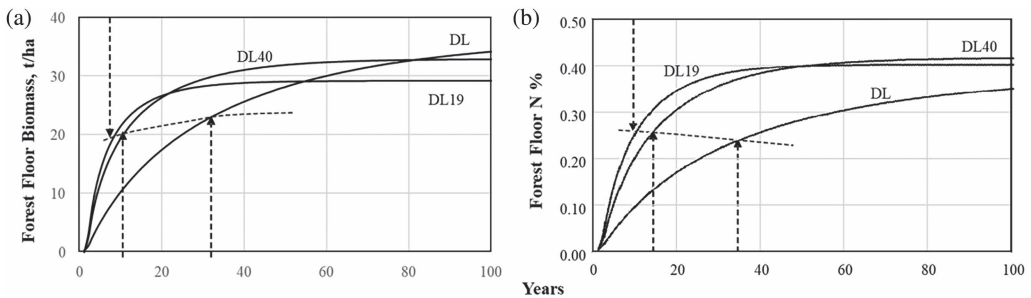 (a)
Forest Floor Biomass, t/ha
40
30
20
10
0
DL40
DL
DL19
0 20 40 60 80 100
(b)
Forest Floor N %
0.50
0.40
0.30
0.20
0.10
0.00
DL19
DL40
DL
0 20 40 60 80 100
Years